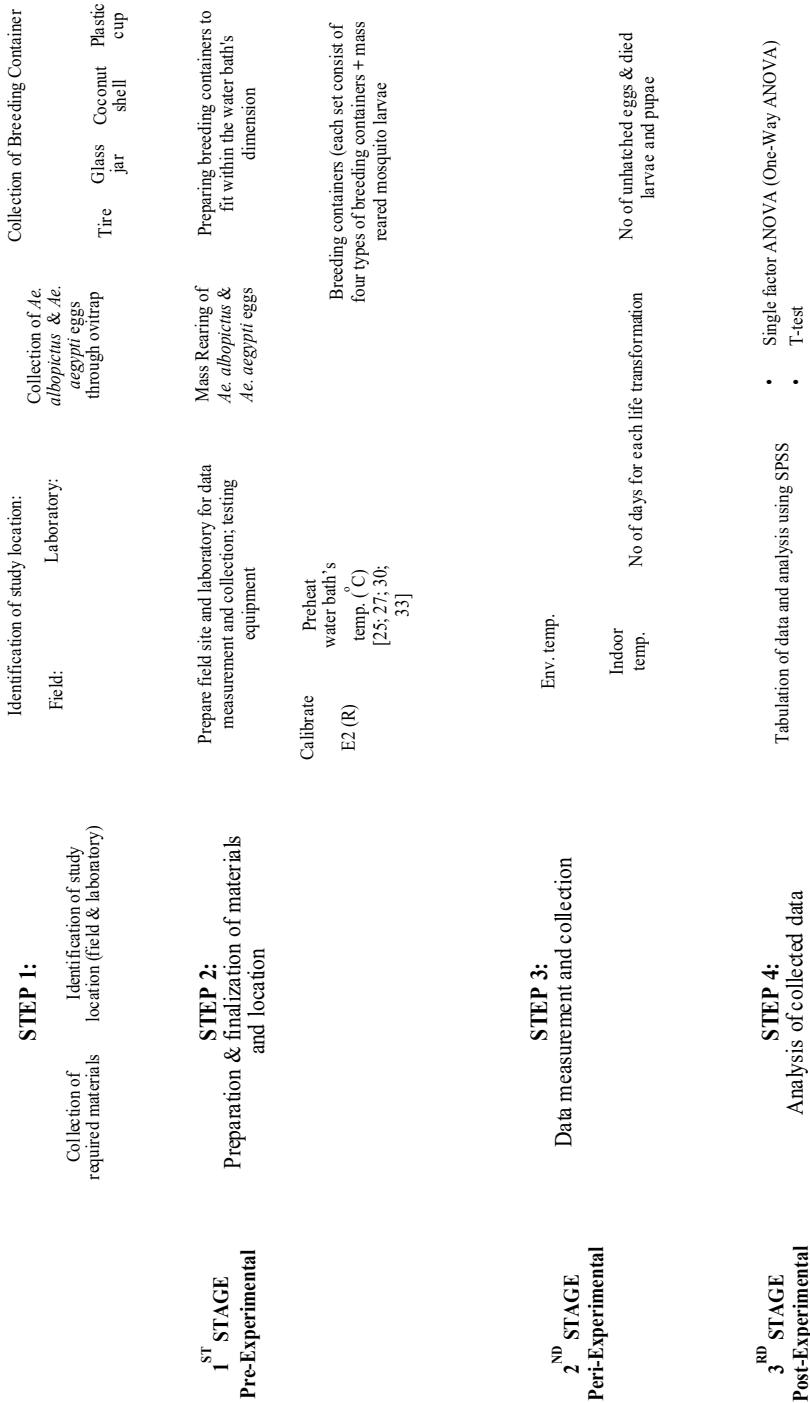 1ST STAGE
Pre-Experimental
STEP 1:
Collection of
required materials
Identification of study
location (field & laboratory)
Identification of study location:
Field:
Laboratory:
Collection of Ae.
albopictus & Ae.
aegypti eggs
through ovitrap
Collection of Breeding Container
Tire
Glass
jar
Coconut
shell
Plastic
cup
STEP 2:
Preparation & finalization of materials
and location
Prepare field site and laboratory for data
measurement and collection; testing
equipment
Mass Rearing of
Ae. albopictus &
Ae. aegypti eggs
Preparing breeding containers to
fit within the water bath's
dimension
Calibrate
E2 (R)
Preheat
water bath's
temp. (°C)
[25; 27; 30;
33]
Breeding containers (each set consist of
four types of breeding containers + mass
reared mosquito larvae
2ND STAGE
Peri-Experimental
STEP 3:
Data measurement and collection
Env. temp.
Indoor
temp.
No of days for each life transformation
No of unhatched eggs & died
larvae and pupae
3RD STAGE
Post-Experimental
STEP 4:
Analysis of collected data
Tabulation of data and analysis using SPSS
• Single factor ANOVA (One-Way ANOVA)
• T-test